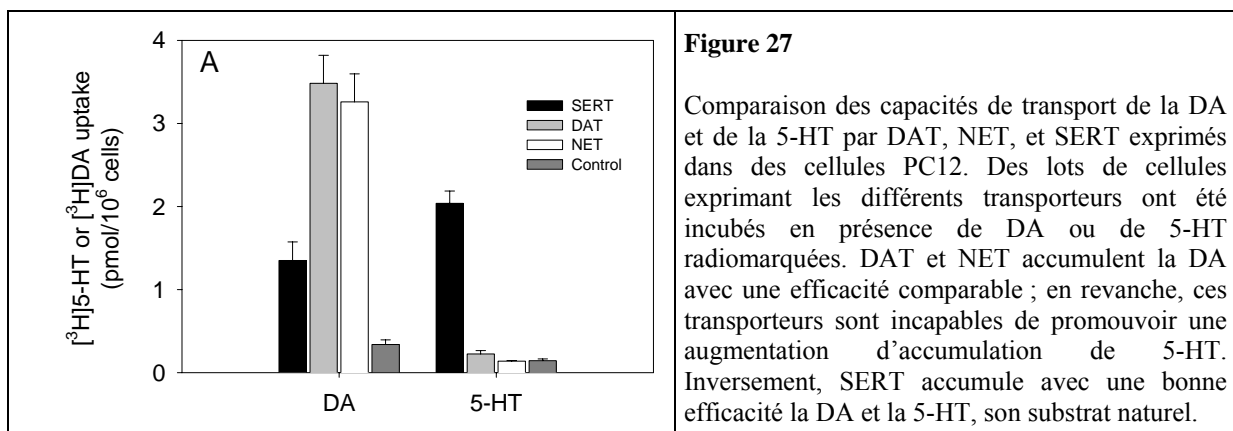 4
A
3
2
1
0
[³H]5-HT or [³H]DA uptake
(pmol/10⁶ cells)
SERT
DAT
NET
Control
DA
5-HT
Figure 27
Comparaison des capacités de transport de la DA
et de la 5-HT par DAT, NET, et SERT exprimés
dans des cellules PC12. Des lots de cellules
exprimant les différents transporteurs ont été
incubés en présence de DA ou de 5-HT
radiomarquées. DAT et NET accumulent la DA
avec une efficacité comparable ; en revanche, ces
transporteurs sont incapables de promouvoir une
augmentation d’accumulation de 5-HT.
Inversement, SERT accumule avec une bonne
efficacité la DA et la 5-HT, son substrat naturel.